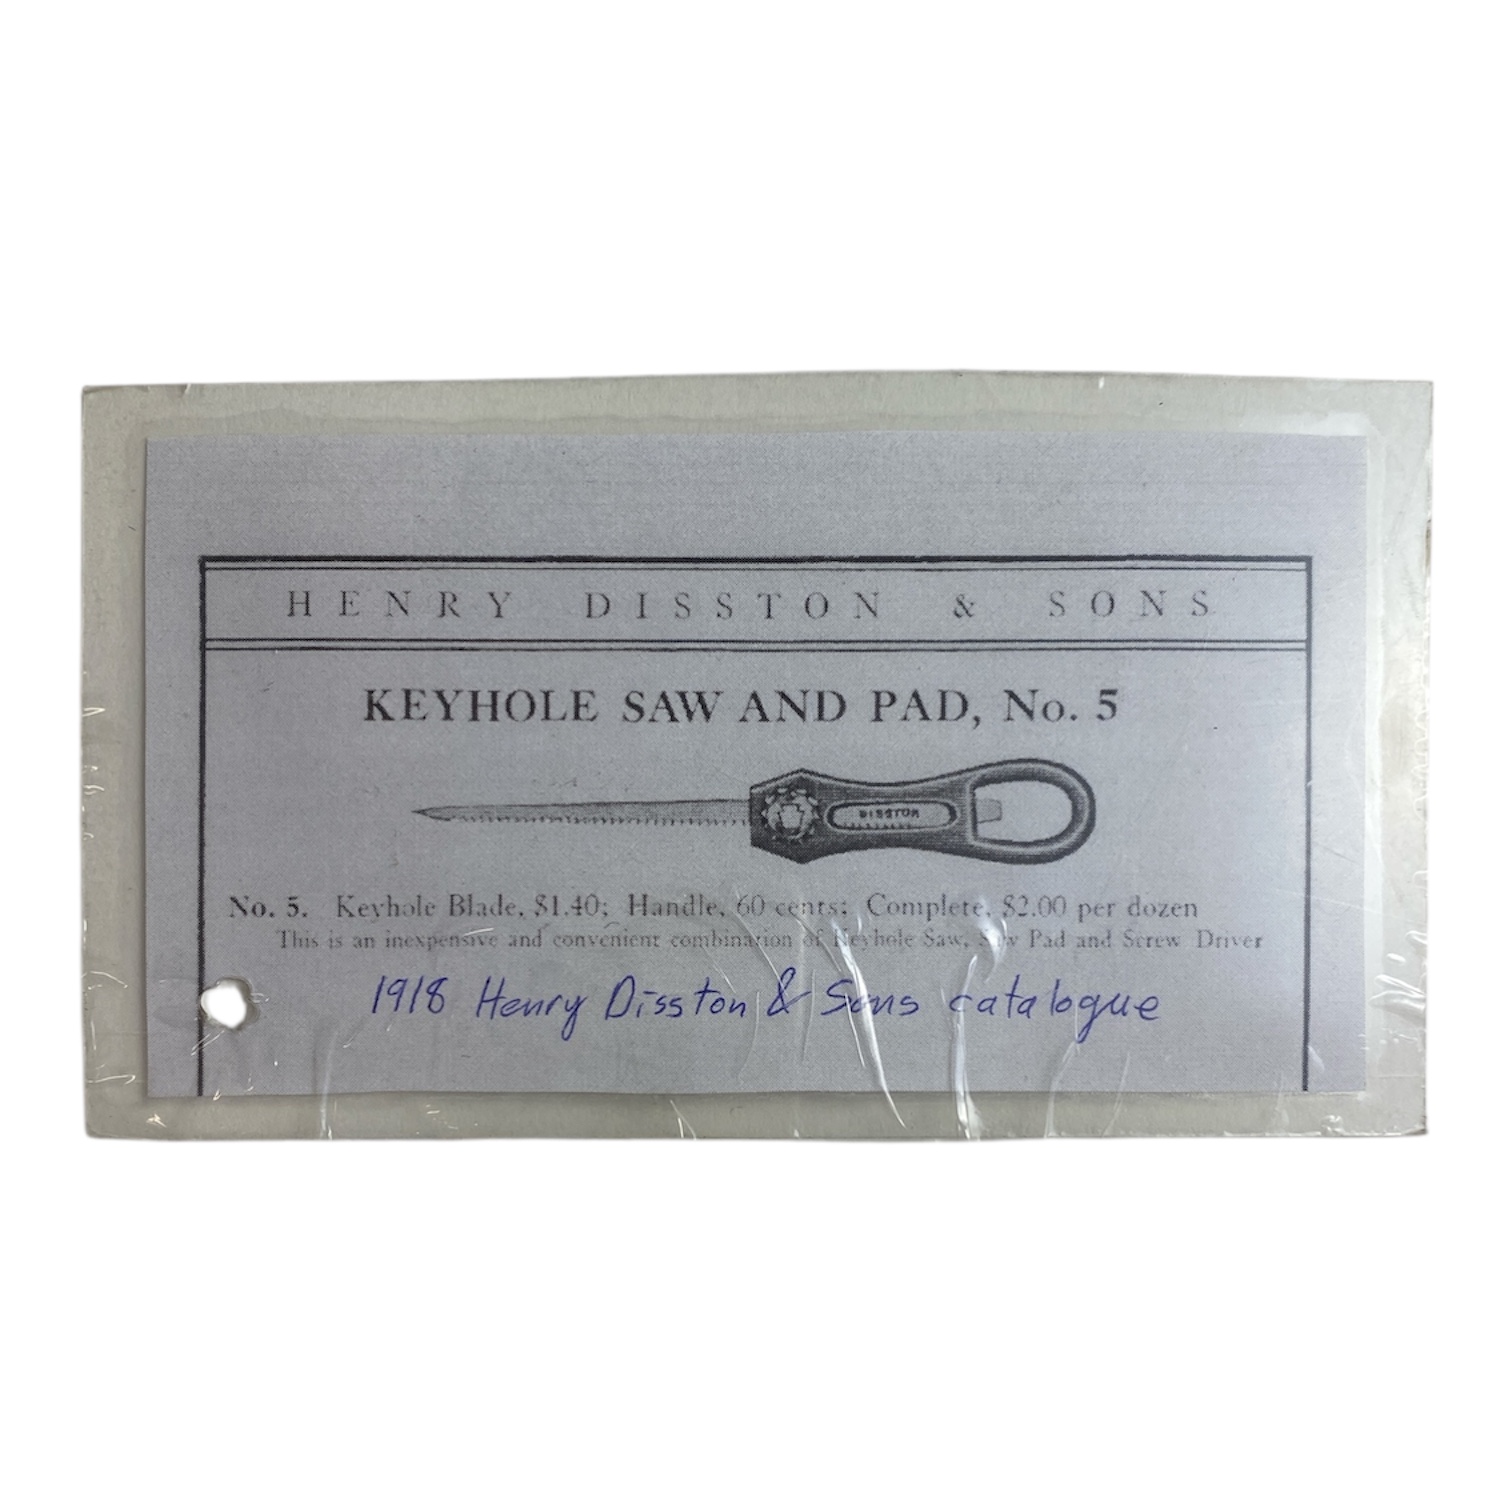 HENRY DISSTON & SONS
KEYHOLE SAW AND PAD, No. 5
DISSTON
No. 5. Keyhole Blade, $1.40; Handle, 60 cents; Complete, $2.00 per dozen
This is an inexpensive and convenient combination of Keyhole Saw, Saw Pad and Screw Driver
1918 Henry Disston & Sons catalogue